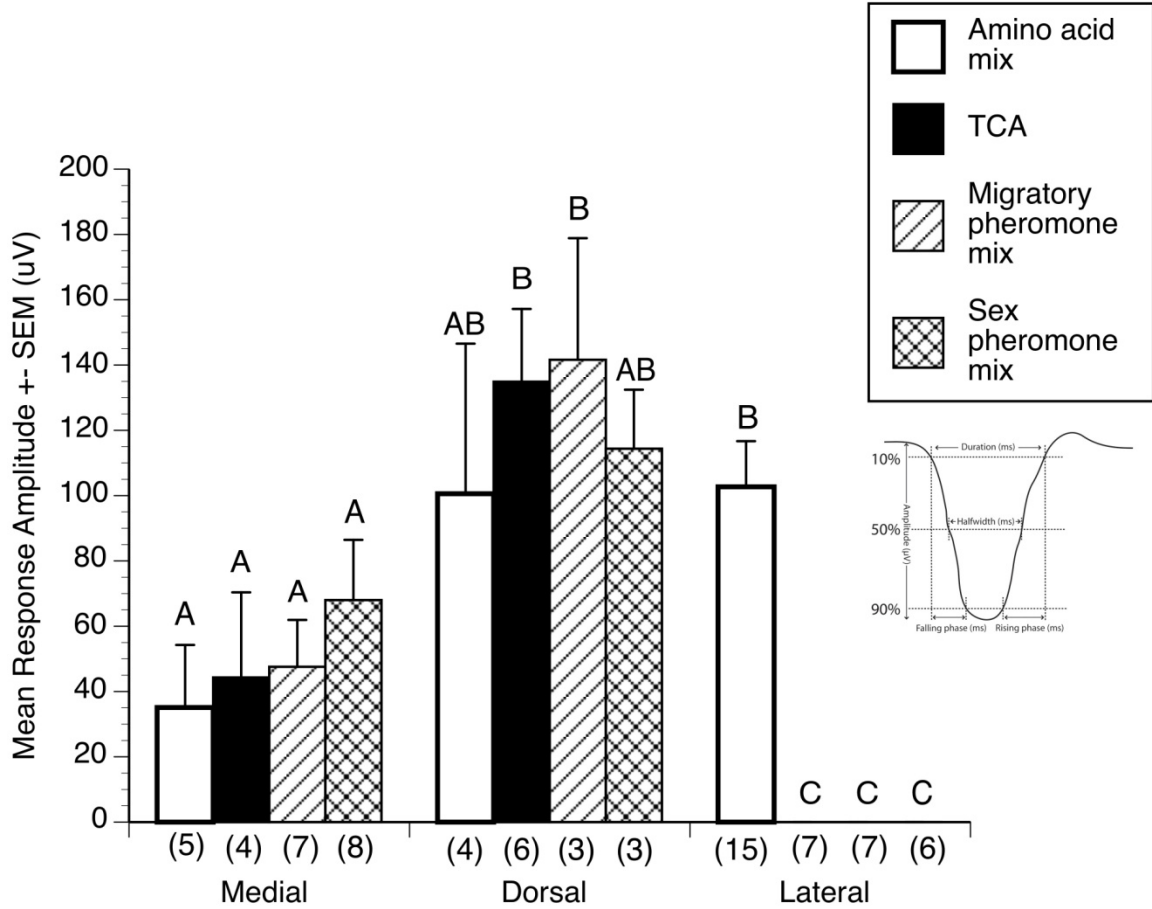 Amino acid
mix
TCA
Migratory
pheromone
mix
Sex
pheromone
mix
Mean Response Amplitude +- SEM (uV)
200
180
160
140
120
100
80
60
40
20
0
A
A
A
A
AB
B
B
AB
B
C
C
C
(5) (4) (7) (8) (4) (6) (3) (3) (15) (7) (7) (6)
Medial Dorsal Lateral
10%
50%
90%
Duration (ms)
Amplitude (µV)
Halfwidth (ms)
Falling phase (ms) Rising phase (ms)